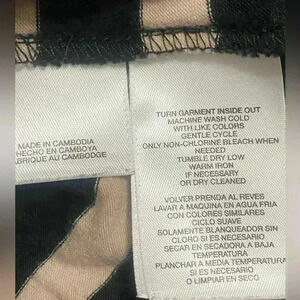 MADE IN CAMBODIA
HECHO EN CAMBOYA
BRIQUÉ AU CAMBODGE
TURN GARMENT INSIDE OUT
MACHINE WASH COLD
WITH LIKE COLORS
GENTLE CYCLE
ONLY NON-CHLORINE BLEACH WHEN
NEEDED
TUMBLE DRY LOW
WARM IRON
IF NECESSARY
OR DRY CLEANED
VOLVER PRENDA AL REVES
LAVAR A MAQUINA EN AGUA FRIA
CON COLORES SIMILARES
CICLO SUAVE
SOLAMENTE BLANQUEADOR SIN
CLORO SI ES NECESARIO
SECAR EN SECADORA A BAJA
TEMPERATURA
PLANCHAR A MEDIA TEMPERATURA
SI ES NECESARIO
O LIMPIAR EN SECO